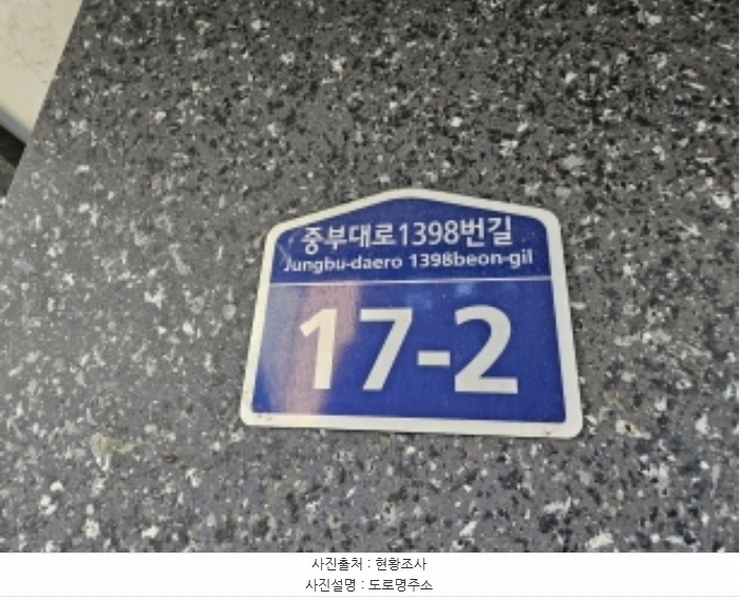 중부대로1398번길
Jungbu-daero 1398beon-gil
17-2
사진출처 : 현황조사
사진설명 : 도로명주소